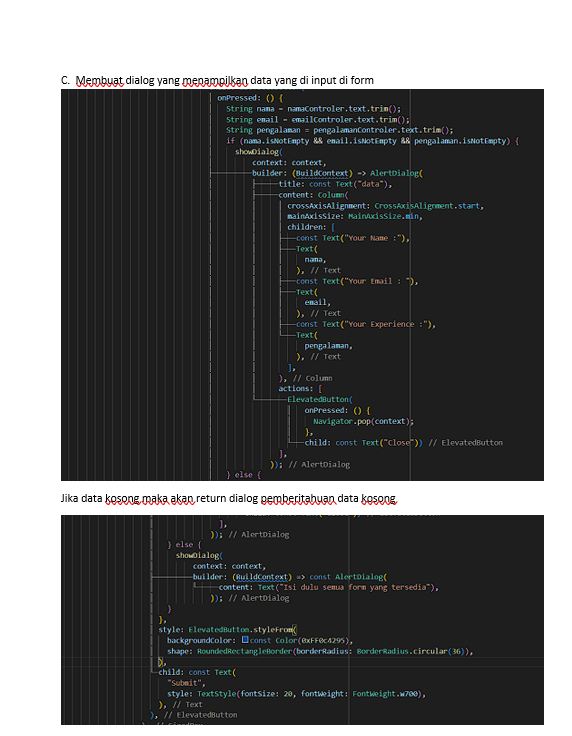 C. Membuat dialog yang menampilkan data yang di input di form
onPressed: () {
String nama = namaControler.text.trim();
String email = emailControler.text.trim();
String pengalaman = pengalamanControler.text.trim();
if (nama.isNotEmpty && email.isNotEmpty && pengalaman.isNotEmpty) {
showDialog(
context: context,
builder: (BuildContext) => AlertDialog(
title: const Text("data"),
content: Column(
crossAxisAlignment: CrossAxisAlignment.start,
mainAxisSize: MainAxisSize.min,
children: [
const Text("Your Name :"),
Text(
nama,
), // Text
const Text("Your Email : "),
Text(
email,
), // Text
const Text("Your Experience :"),
Text(
pengalaman,
), // Text
],
), // Column
actions: [
ElevatedButton(
onPressed: () {
Navigator.pop(context);
},
child: const Text("Close")) // ElevatedButton
],
)); // AlertDialog
} else {
Jika data kosong maka akan return dialog pemberitahuan data kosong.
],
)); // AlertDialog
} else {
showDialog(
context: context,
builder: (BuildContext) => const AlertDialog(
content: Text("Isi dulu semua form yang tersedia"),
)); // AlertDialog
}
},
style: ElevatedButton.styleFrom(
backgroundColor: const Color(0xFF0c4295),
shape: RoundedRectangleBorder(borderRadius: BorderRadius.circular(36)),
),
child: const Text(
"Submit",
style: TextStyle(fontSize: 20, fontWeight: FontWeight.w700),
), // Text
), // ElevatedButton